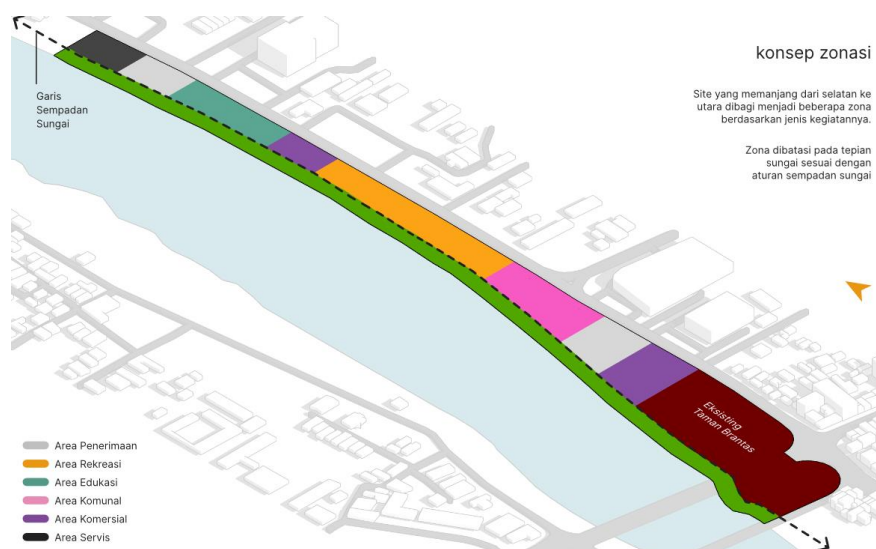 konsep zonasi
Site yang memanjang dari selatan ke
utara dibagi menjadi beberapa zona
berdasarkan jenis kegiatannya.
Zona dibatasi pada tepian
sungai sesuai dengan
aturan sempadan sungai
Garis
Sempadan
Sungai
Eksisting
Taman Brantas
Area Penerimaan
Area Rekreasi
Area Edukasi
Area Komunal
Area Komersial
Area Servis